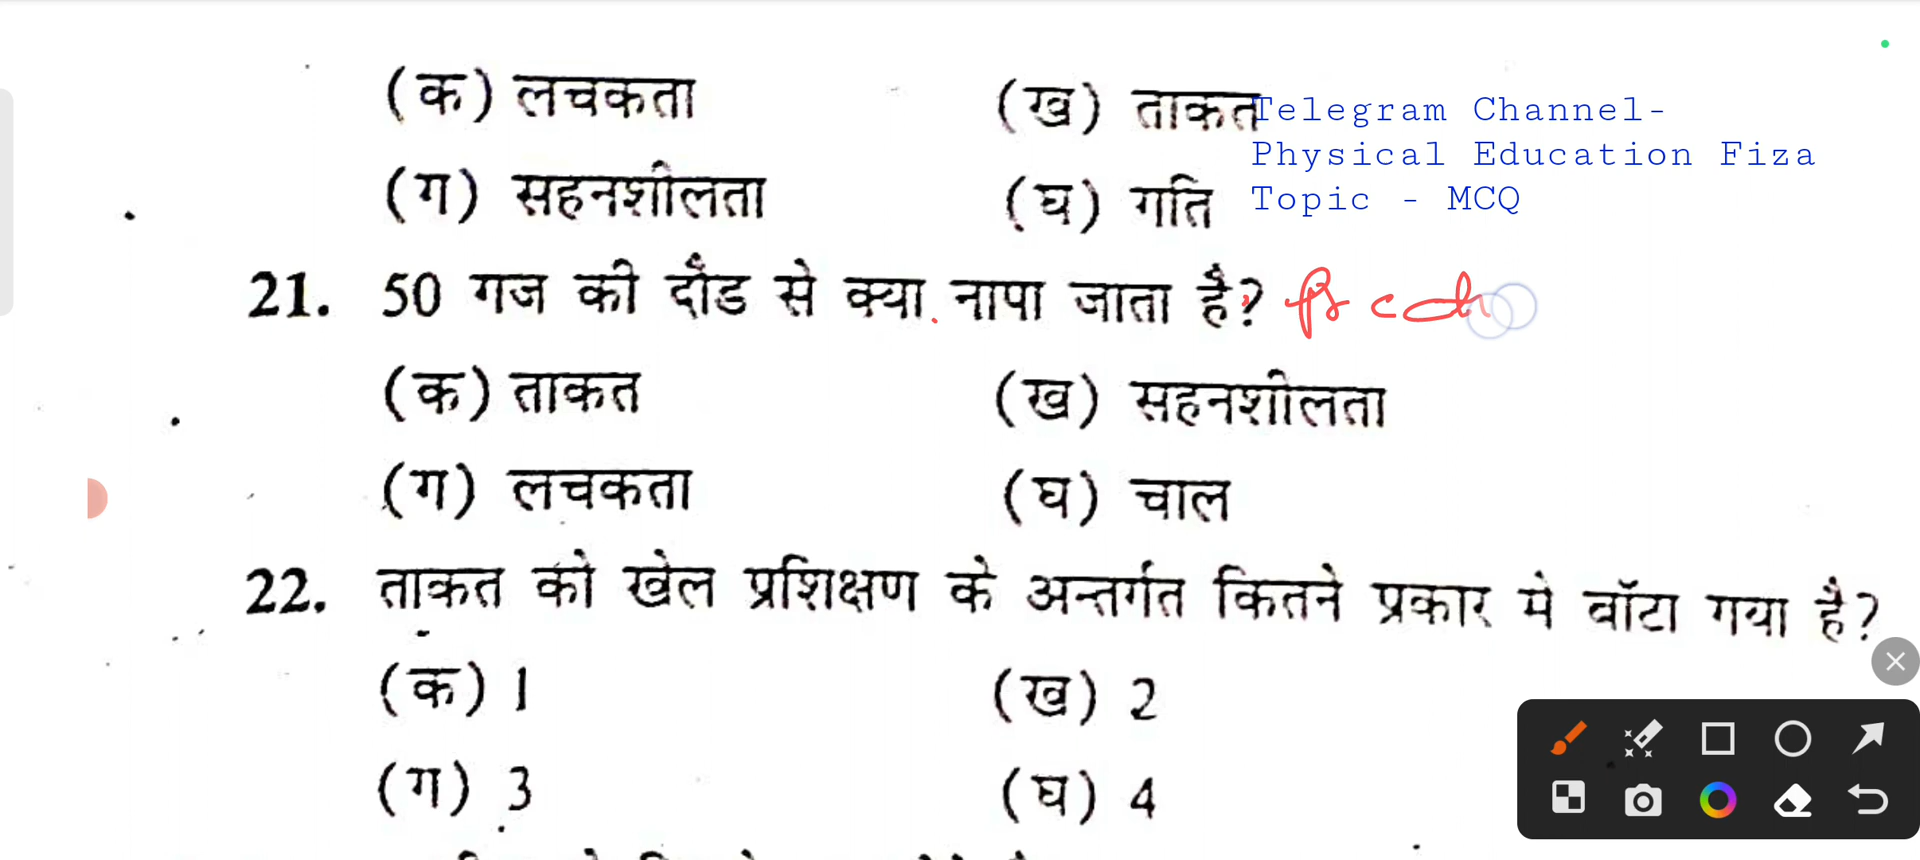 (क) लचकता (ख) ताकत
Telegram Channel-
Physical Education Fiza
Topic - MCQ
(ग) सहनशीलता (घ) गति
21. 50 गज की दौड से क्या नापा जाता है?
(क) ताकत (ख) सहनशीलता
(ग) लचकता (घ) चाल
22. ताकत को खेल प्रशिक्षण के अन्तर्गत कितने प्रकार मे बॉटा गया है?
(क) 1 (ख) 2
(ग) 3 (घ) 4